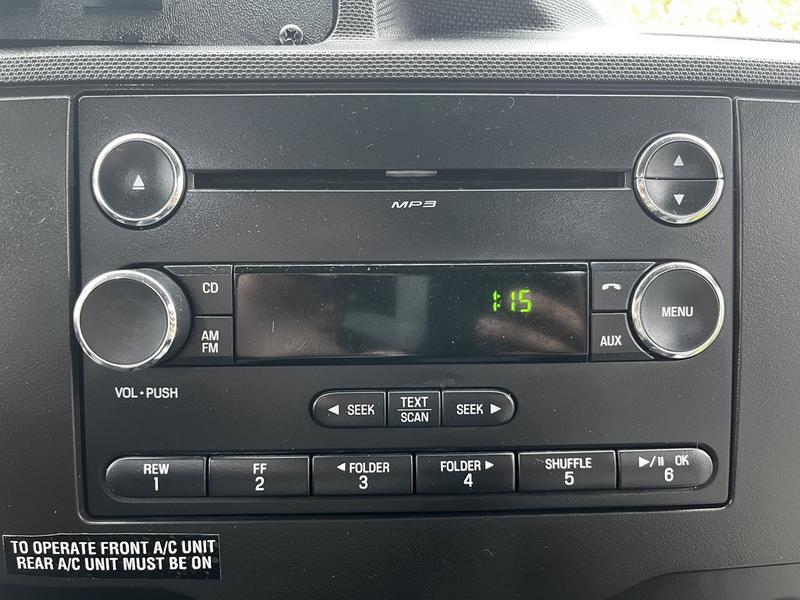 MP3
CD
1:15
AM
FM
AUX
MENU
VOL • PUSH
◄ SEEK
TEXT
SCAN
SEEK ►
REW
1
FF
2
◄ FOLDER
3
FOLDER ►
4
SHUFFLE
5
►/II OK
6
TO OPERATE FRONT A/C UNIT
REAR A/C UNIT MUST BE ON